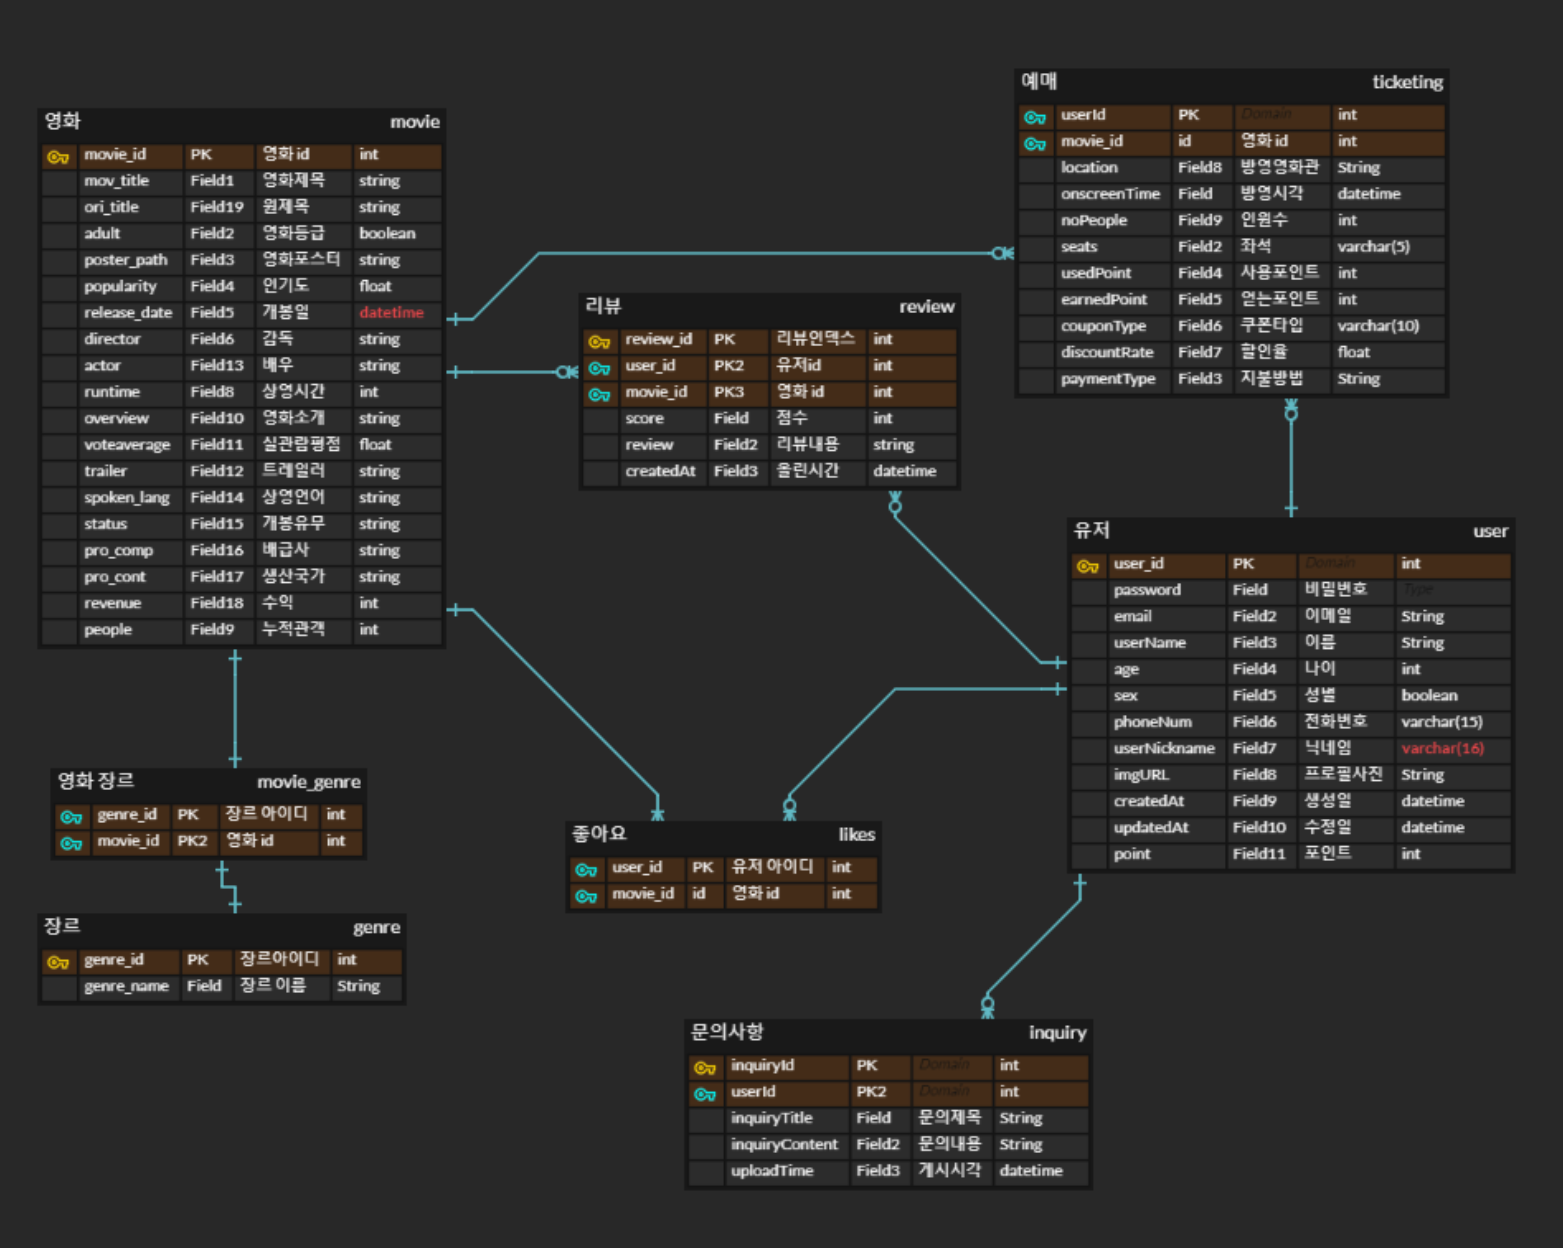 영화 movie
movie_id PK 영화 id int
mov_title Field1 영화제목 string
ori_title Field19 원제목 string
adult Field2 영화등급 boolean
poster_path Field3 영화포스터 string
popularity Field4 인기도 float
release_date Field5 개봉일 datetime
director Field6 감독 string
actor Field13 배우 string
runtime Field8 상영시간 int
overview Field10 영화소개 string
voteaverage Field11 실관람평점 float
trailer Field12 트레일러 string
spoken_lang Field14 상영언어 string
status Field15 개봉유무 string
pro_comp Field16 배급사 string
pro_cont Field17 생산국가 string
revenue Field18 수익 int
people Field9 누적관객 int
예매 ticketing
userId PK Domain int
movie_id id 영화 id int
location Field8 방영영화관 String
onscreenTime Field 방영시각 datetime
noPeople Field9 인원수 int
seats Field2 좌석 varchar(5)
usedPoint Field4 사용포인트 int
earnedPoint Field5 얻는포인트 int
couponType Field6 쿠폰타입 varchar(10)
discountRate Field7 할인율 float
paymentType Field3 지불방법 String
리뷰 review
review_id PK 리뷰인덱스 int
user_id PK2 유저id int
movie_id PK3 영화 id int
score Field 점수 int
review Field2 리뷰내용 string
createdAt Field3 올린시간 datetime
유저 user
user_id PK Domain int
password Field 비밀번호 Type
email Field2 이메일 String
userName Field3 이름 String
age Field4 나이 int
sex Field5 성별 boolean
phoneNum Field6 전화번호 varchar(15)
userNickname Field7 닉네임 varchar(16)
imgURL Field8 프로필사진 String
createdAt Field9 생성일 datetime
updatedAt Field10 수정일 datetime
point Field11 포인트 int
영화 장르 movie_genre
genre_id PK 장르 아이디 int
movie_id PK2 영화 id int
좋아요 likes
user_id PK 유저 아이디 int
movie_id id 영화 id int
장르 genre
genre_id PK 장르아이디 int
genre_name Field 장르 이름 String
문의사항 inquiry
inquiryId PK Domain int
userId PK2 Domain int
inquiryTitle Field 문의제목 String
inquiryContent Field2 문의내용 String
uploadTime Field3 게시시각 datetime